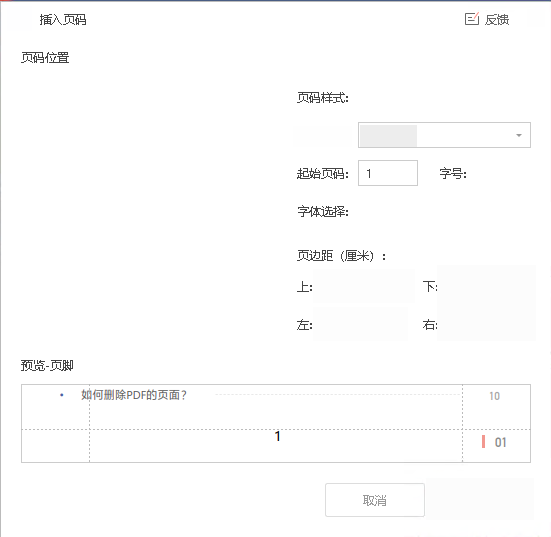 插入页码 反馈
页码位置
页码样式:
起始页码: 1 字号:
字体选择:
页边距（厘米）:
上: 下:
左: 右:
预览-页脚
• 如何删除PDF的页面? 10
1
01
取消